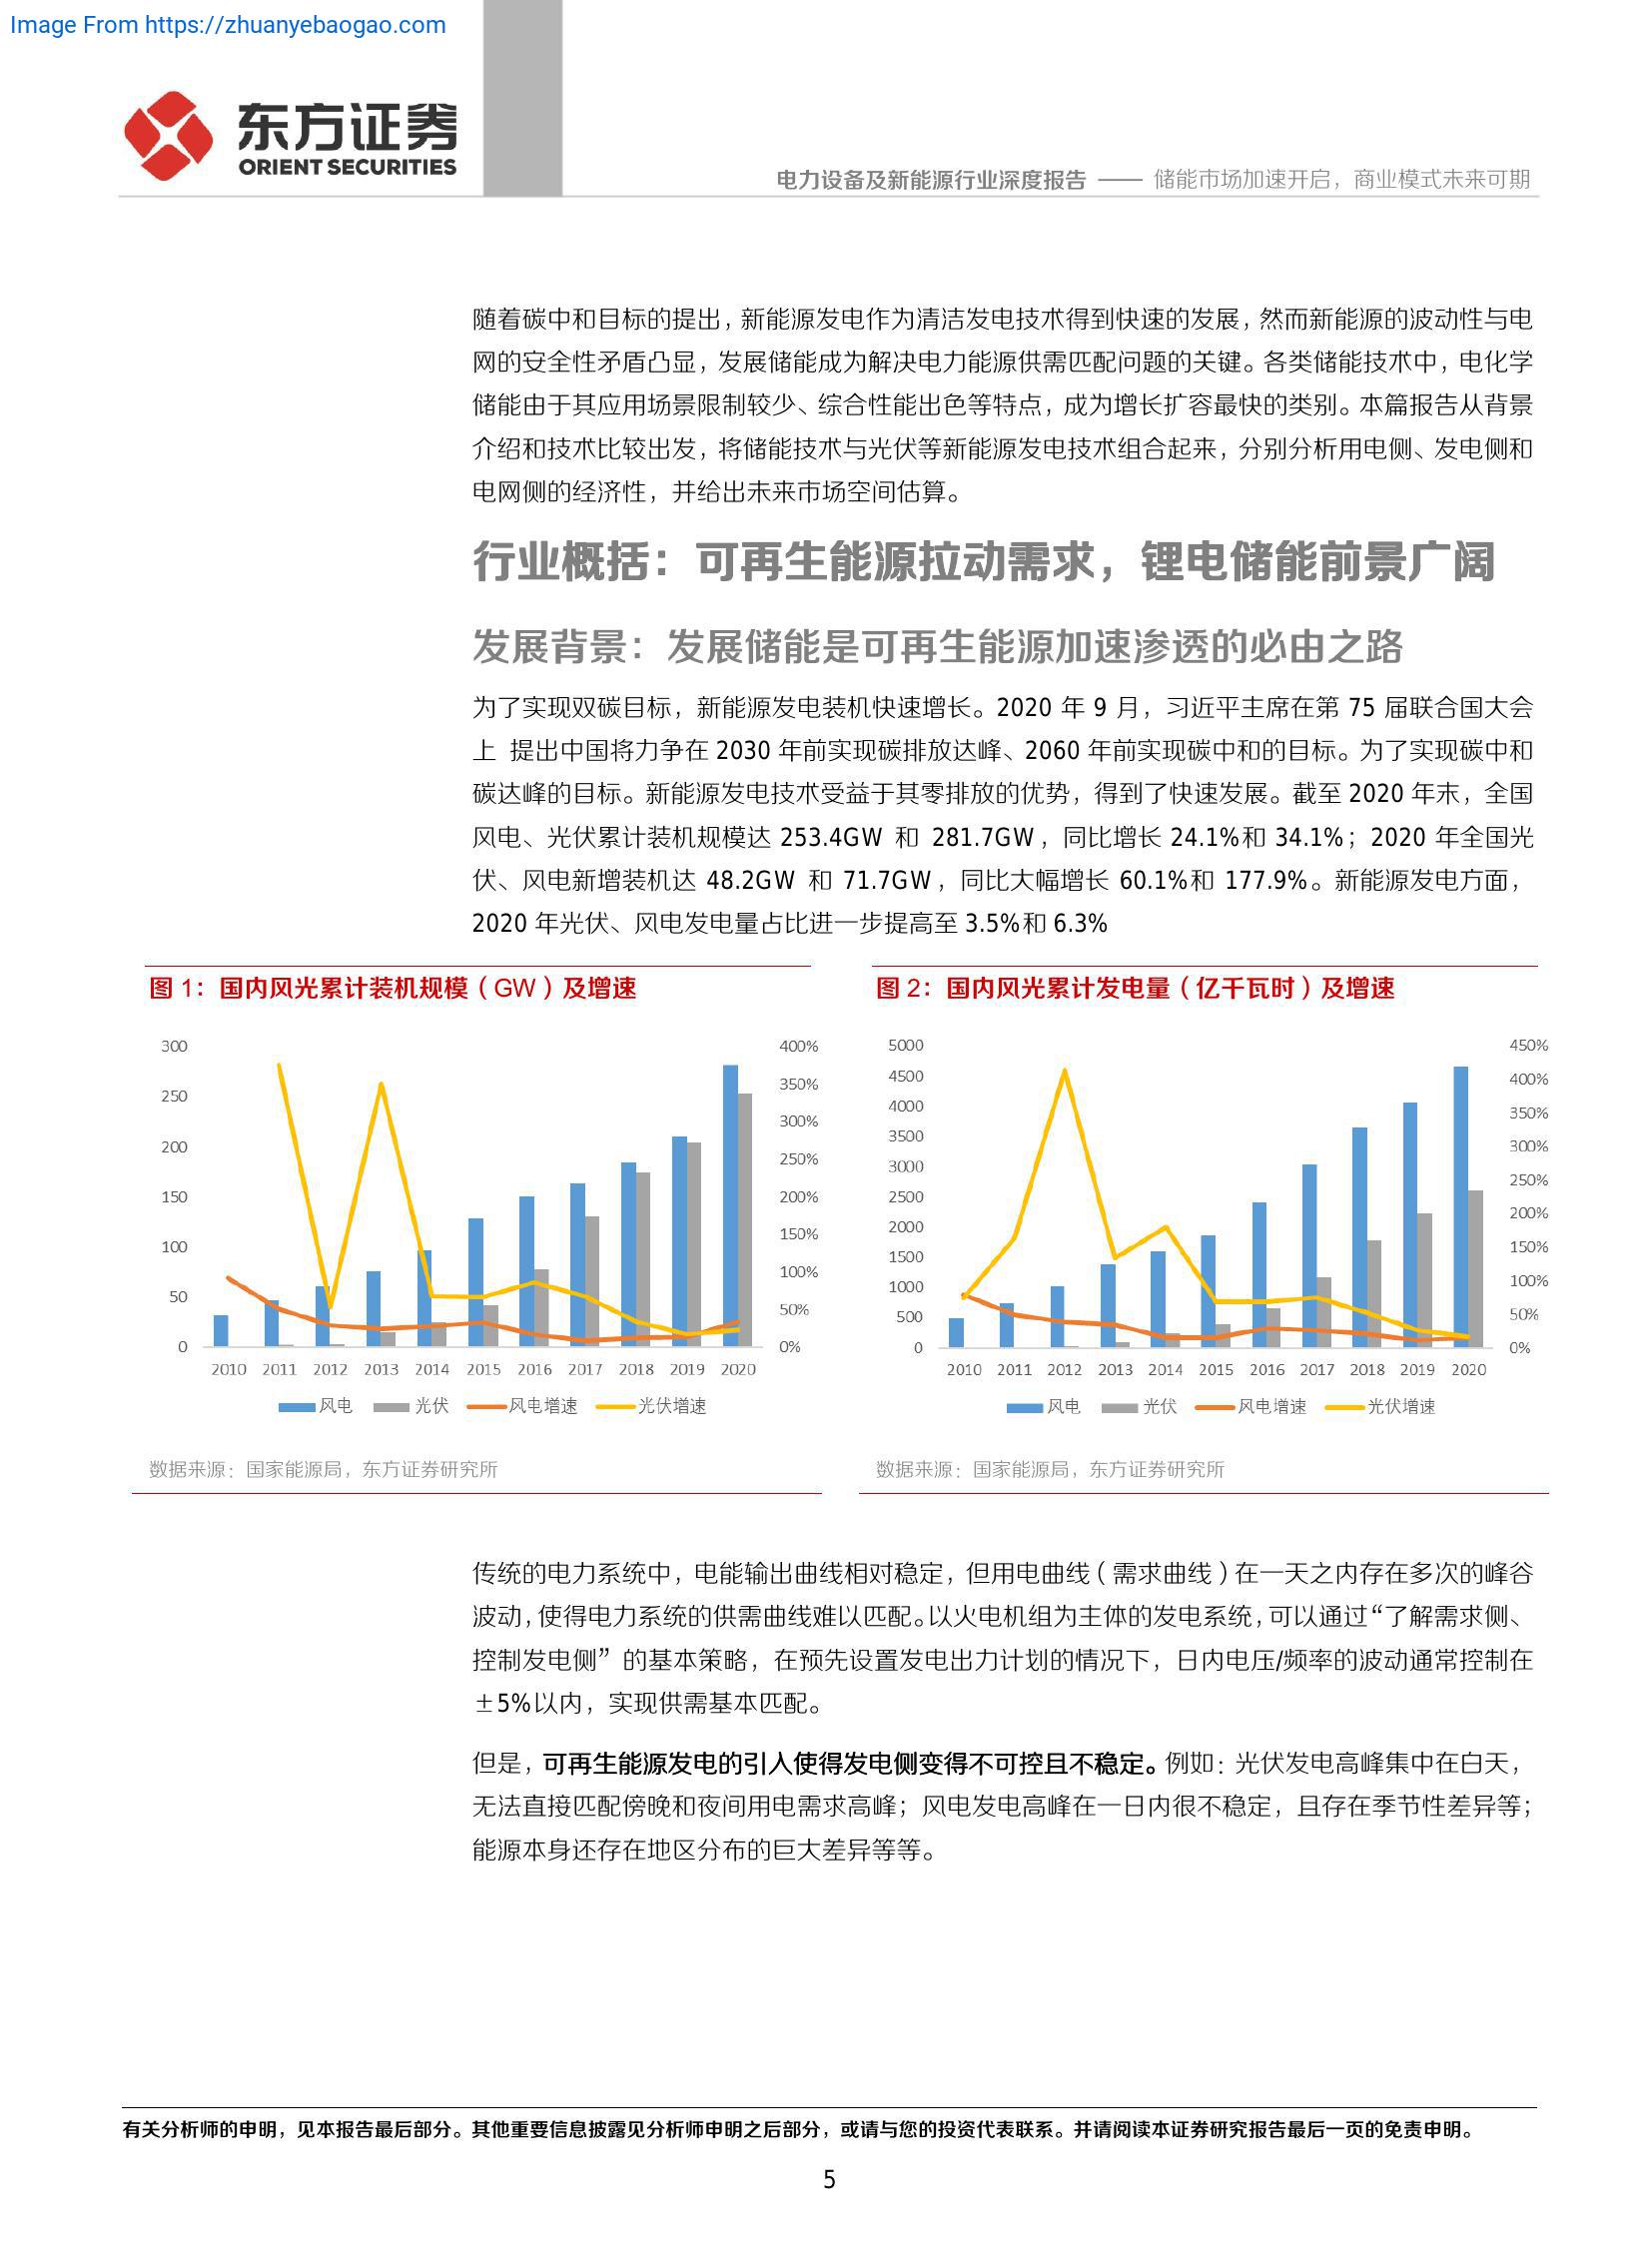 Image From https://zhuanyebaogao.com
东方证券
ORIENT SECURITIES
电力设备及新能源行业深度报告 —— 储能市场加速开启，商业模式未来可期
随着碳中和目标的提出，新能源发电作为清洁发电技术得到快速的发展，然而新能源的波动性与电
网的安全性矛盾凸显，发展储能成为解决电力能源供需匹配问题的关键。各类储能技术中，电化学
储能由于其应用场景限制较少、综合性能出色等特点，成为增长扩容最快的类别。本篇报告从背景
介绍和技术比较出发，将储能技术与光伏等新能源发电技术组合起来，分别分析用电侧、发电侧和
电网侧的经济性，并给出未来市场空间估算。
行业概括：可再生能源拉动需求，锂电储能前景广阔
发展背景：发展储能是可再生能源加速渗透的必由之路
为了实现双碳目标，新能源发电装机快速增长。2020 年 9 月，习近平主席在第 75 届联合国大会
上 提出中国将力争在 2030 年前实现碳排放达峰、2060 年前实现碳中和的目标。为了实现碳中和
碳达峰的目标。新能源发电技术受益于其零排放的优势，得到了快速发展。截至 2020 年末，全国
风电、光伏累计装机规模达 253.4GW 和 281.7GW，同比增长 24.1%和 34.1%；2020 年全国光
伏、风电新增装机达 48.2GW 和 71.7GW，同比大幅增长 60.1%和 177.9%。新能源发电方面，
2020 年光伏、风电发电量占比进一步提高至 3.5%和 6.3%
图 1：国内风光累计装机规模（GW）及增速
300
250
200
150
100
50
0
400%
350%
300%
250%
200%
150%
100%
50%
0%
2010 2011 2012 2013 2014 2015 2016 2017 2018 2019 2020
风电 光伏 风电增速 光伏增速
数据来源：国家能源局，东方证券研究所
图 2：国内风光累计发电量（亿千瓦时）及增速
5000
4500
4000
3500
3000
2500
2000
1500
1000
500
0
450%
400%
350%
300%
250%
200%
150%
100%
50%
0%
2010 2011 2012 2013 2014 2015 2016 2017 2018 2019 2020
风电 光伏 风电增速 光伏增速
数据来源：国家能源局，东方证券研究所
传统的电力系统中，电能输出曲线相对稳定，但用电曲线（需求曲线）在一天之内存在多次的峰谷
波动，使得电力系统的供需曲线难以匹配。以火电机组为主体的发电系统，可以通过“了解需求侧、
控制发电侧”的基本策略，在预先设置发电出力计划的情况下，日内电压/频率的波动通常控制在
±5%以内，实现供需基本匹配。
但是，可再生能源发电的引入使得发电侧变得不可控且不稳定。例如：光伏发电高峰集中在白天，
无法直接匹配傍晚和夜间用电需求高峰；风电发电高峰在一日内很不稳定，且存在季节性差异等；
能源本身还存在地区分布的巨大差异等等。
有关分析师的申明，见本报告最后部分。其他重要信息披露见分析师申明之后部分，或请与您的投资代表联系。并请阅读本证券研究报告最后一页的免责申明。
5